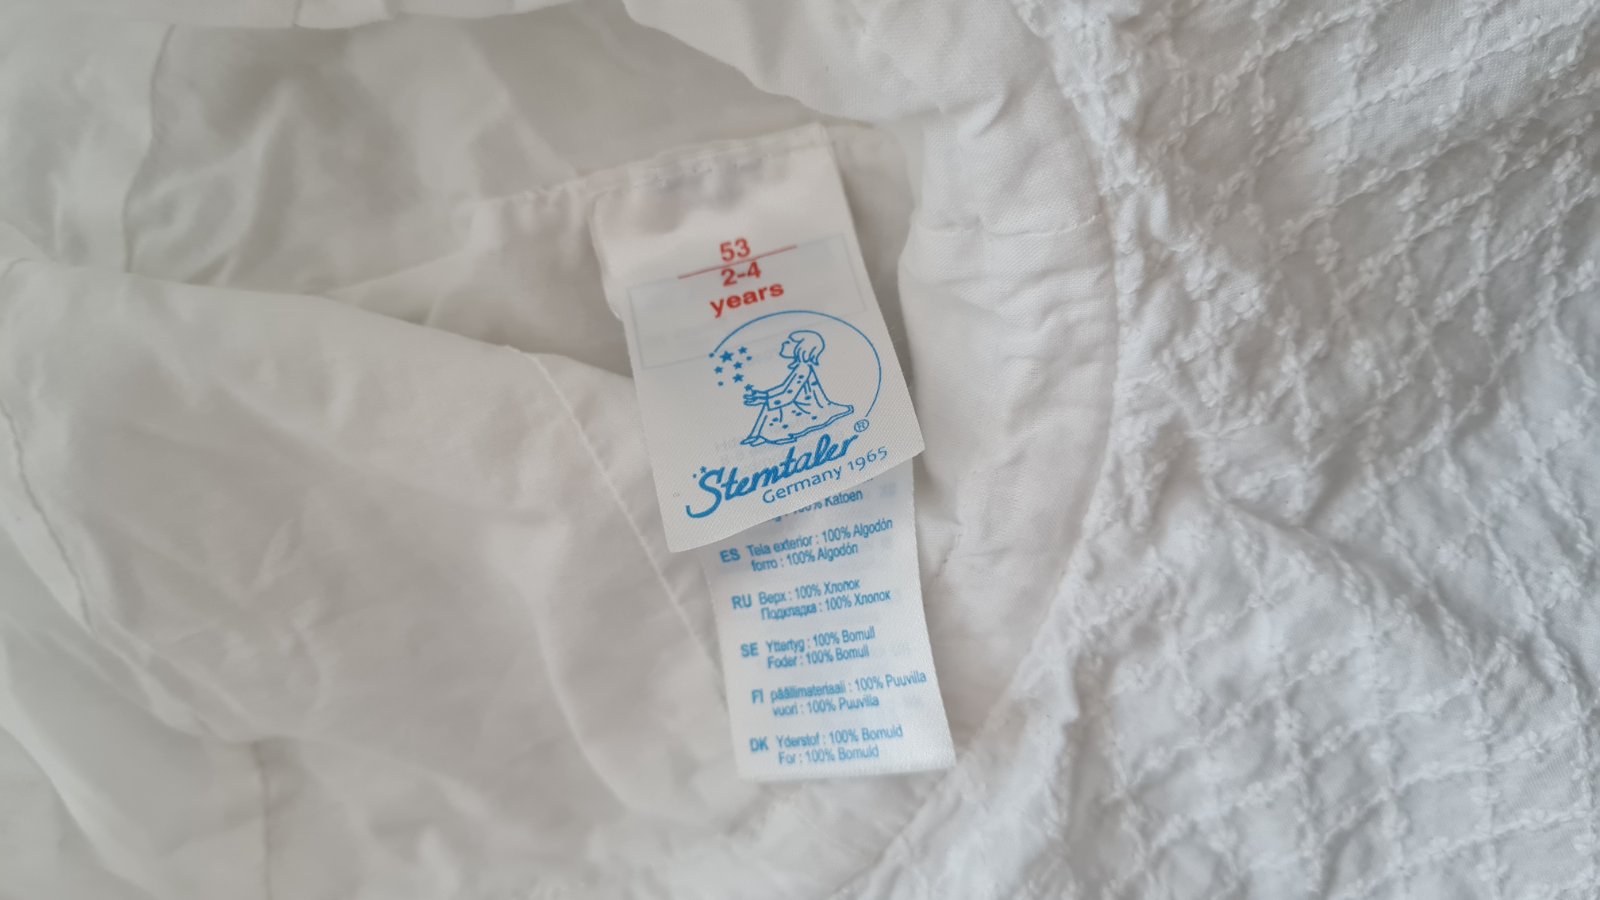 53
2-4
years
Sterntaler®
Germany 1965
100% Katoen
ES Tela exterior : 100% Algodón
forro : 100% Algodón
RU Верх : 100% Хлопок
Подкладка : 100% Хлопок
SE Yttertyg : 100% Bomull
Foder : 100% Bomull
FI päällimateriaali : 100% Puuvilla
vuori : 100% Puuvilla
DK Yderstof : 100% Bomuld
For : 100% Bomuld